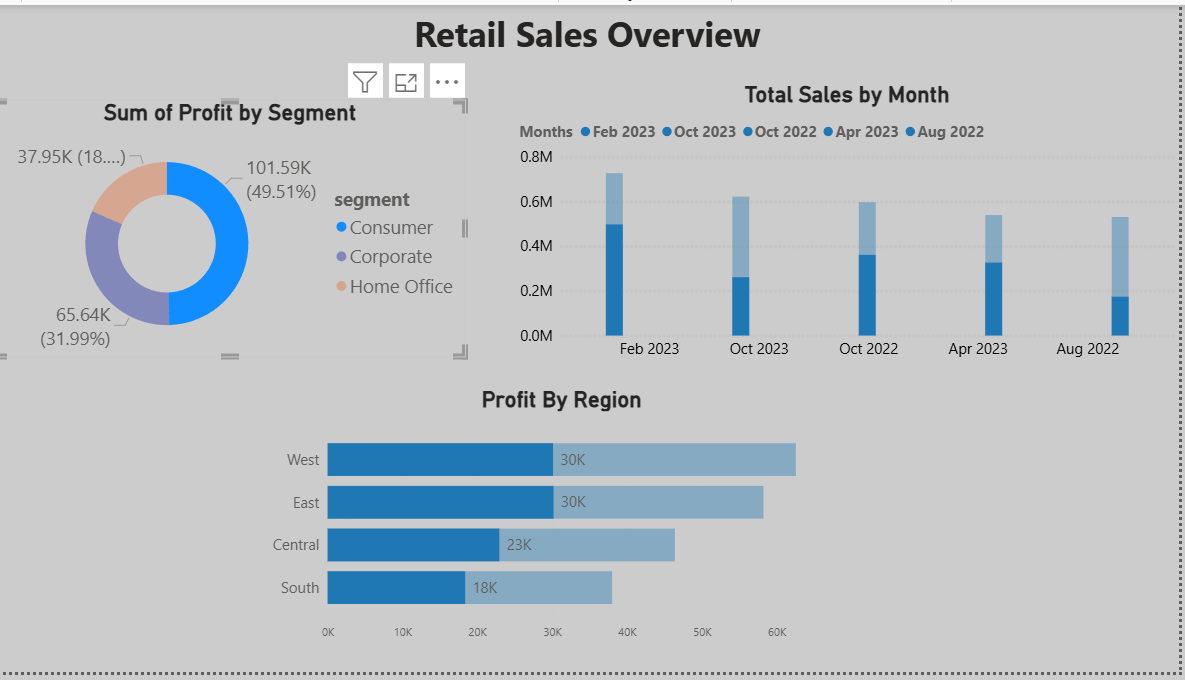 Retail Sales Overview
Sum of Profit by Segment
37.95K (18....)
101.59K
(49.51%)
65.64K
(31.99%)
segment
Consumer
Corporate
Home Office
Total Sales by Month
Months Feb 2023 Oct 2023 Oct 2022 Apr 2023 Aug 2022
0.8M
0.6M
0.4M
0.2M
0.0M
Feb 2023 Oct 2023 Oct 2022 Apr 2023 Aug 2022
Profit By Region
West 30K
East 30K
Central 23K
South 18K
0K 10K 20K 30K 40K 50K 60K